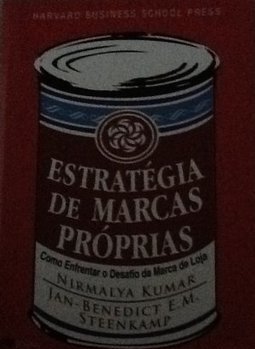 HARVARD BUSINESS SCHOOL PRESS
ESTRATÉGIA
DE MARCAS
PRÓPRIAS
Como Enfrentar o Desafio da Marca de Loja
NIRMALYA KUMAR
JAN-BENEDICT E.M.
STEENKAMP